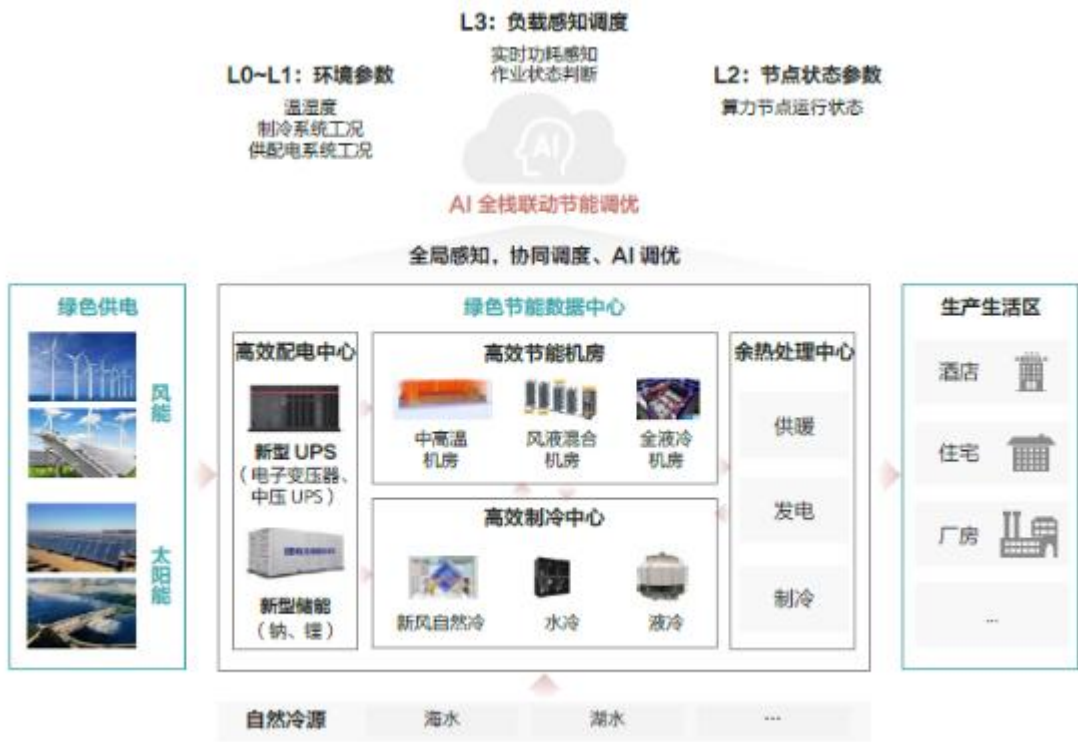 L3：负载感知调度
实时功耗感知
作业状态判断
L0~L1：环境参数
温湿度
制冷系统工况
供配电系统工况
L2：节点状态参数
算力节点运行状态
AI
AI 全栈联动节能调优
全局感知，协同调度、AI 调优
绿色供电
风能
太阳能
绿色节能数据中心
高效配电中心
新型 UPS
（电子变压器、
中压 UPS）
新型储能
（钠、锂）
高效节能机房
中高温
机房
风液混合
机房
全液冷
机房
高效制冷中心
新风自然冷
水冷
液冷
余热处理中心
供暖
发电
制冷
生产生活区
酒店
住宅
厂房
...
自然冷源
海水
湖水
...